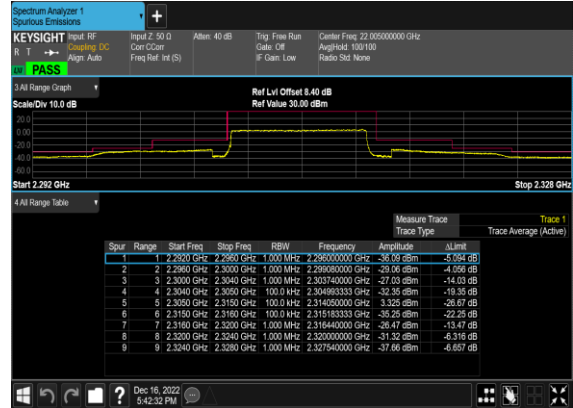 Spectrum Analyzer 1
Spurious Emissions
KEYSIGHT Input: RF Input Z: 50 Ω Atten: 40 dB Trig: Free Run Center Freq: 22.005000000 GHz
R T Coupling: DC Corr CCorr Gate: Off Avg|Hold: 100/100
Align: Auto Freq Ref: Int (S) IF Gain: Low Radio Std: None
PASS
3 All Range Graph Ref Lvl Offset 8.40 dB
Scale/Div 10.0 dB Ref Value 30.00 dBm
20.0
0.00
-20.0
-40.0
-60.0
Start 2.292 GHz Stop 2.328 GHz
4 All Range Table
Measure Trace Trace 1
Trace Type Trace Average (Active)
Spur Range Start Freq Stop Freq RBW Frequency Amplitude ΔLimit
1 1 2.2920 GHz 2.2960 GHz 1.000 MHz 2.296000000 GHz -36.09 dBm -5.094 dB
2 2 2.2960 GHz 2.3000 GHz 1.000 MHz 2.299080000 GHz -29.06 dBm -4.056 dB
3 3 2.3000 GHz 2.3040 GHz 1.000 MHz 2.303740000 GHz -27.03 dBm -14.03 dB
4 4 2.3040 GHz 2.3050 GHz 100.0 kHz 2.304993333 GHz -32.35 dBm -19.35 dB
5 5 2.3050 GHz 2.3150 GHz 100.0 kHz 2.314050000 GHz 3.325 dBm -26.67 dB
6 6 2.3150 GHz 2.3160 GHz 100.0 kHz 2.315183333 GHz -35.25 dBm -22.25 dB
7 7 2.3160 GHz 2.3200 GHz 1.000 MHz 2.316440000 GHz -26.47 dBm -13.47 dB
8 8 2.3200 GHz 2.3240 GHz 1.000 MHz 2.320000000 GHz -31.32 dBm -6.316 dB
9 9 2.3240 GHz 2.3280 GHz 1.000 MHz 2.327540000 GHz -37.66 dBm -6.657 dB
? Dec 16, 2022
5:42:32 PM